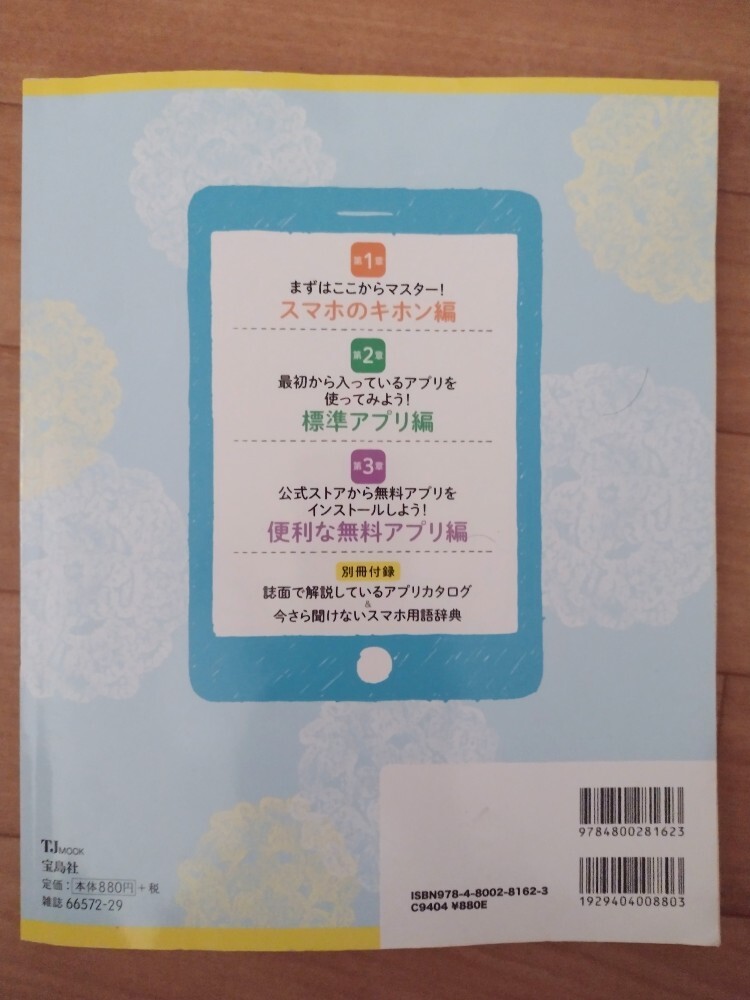 第1章
まずはここからマスター!
スマホのキホン編
第2章
最初から入っているアプリを
使ってみよう!
標準アプリ編
第3章
公式ストアから無料アプリを
インストールしよう!
便利な無料アプリ編
別冊付録
誌面で解説しているアプリカタログ
&
今さら聞けないスマホ用語辞典
TJ MOOK
宝島社
定価:本体880円+税
雑誌 66572-29
ISBN978-4-8002-8162-3
C9404 ¥880E
9784800281623
1929404008803